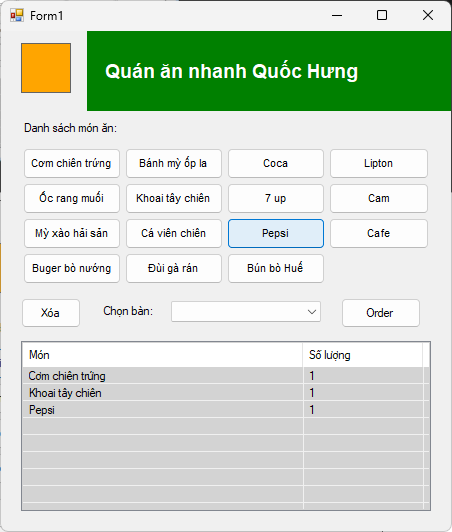 Form1
Quán ăn nhanh Quốc Hưng
Danh sách món ăn:
Cơm chiên trứng Bánh mỳ ốp la Coca Lipton
Ốc rang muối Khoai tây chiên 7 up Cam
Mỳ xào hải sản Cá viên chiên Pepsi Cafe
Buger bò nướng Đùi gà rán Bún bò Huế
Xóa Chọn bàn: Order
Món Số lượng
Cơm chiên trứng 1
Khoai tây chiên 1
Pepsi 1